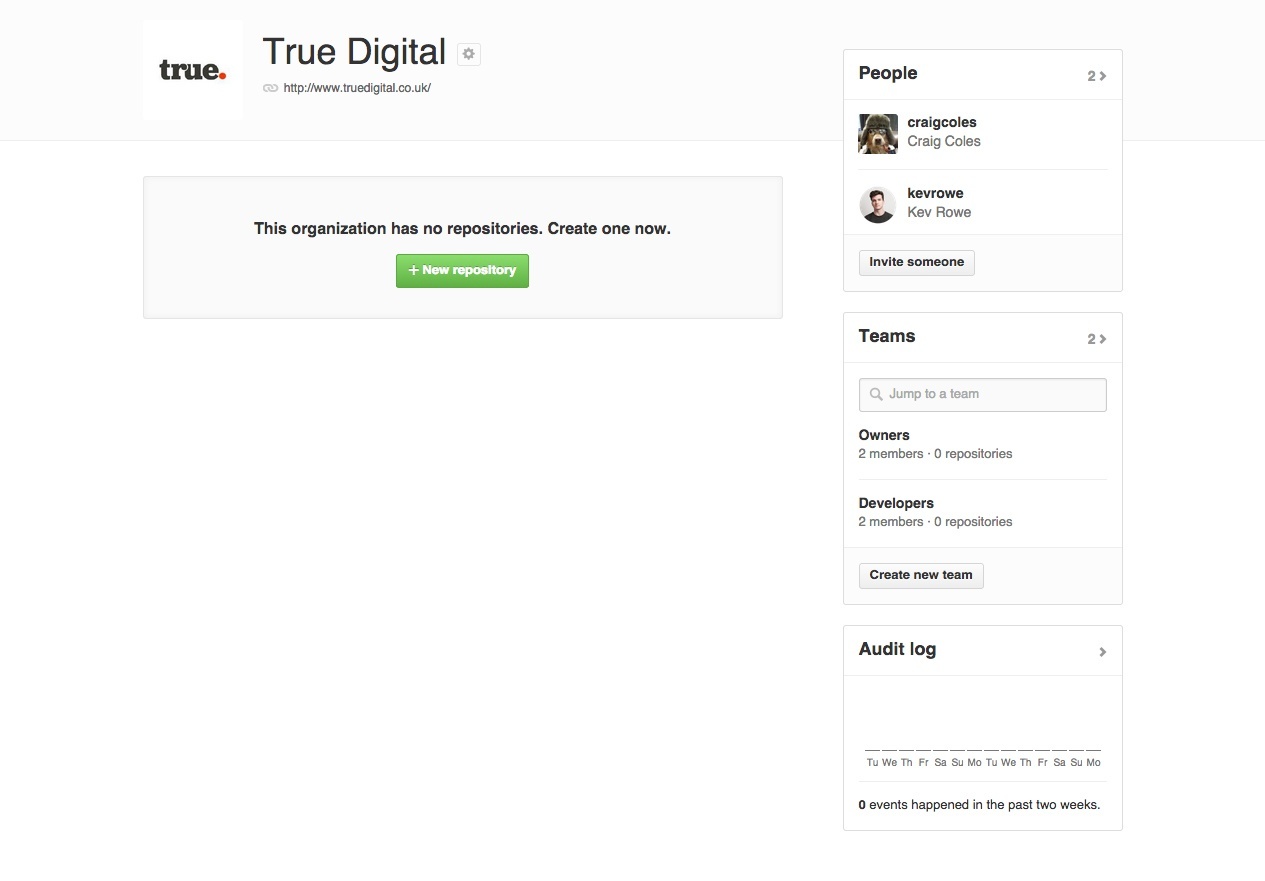 true.
True Digital
http://www.truedigital.co.uk/
This organization has no repositories. Create one now.
New repository
People 2
craigcoles
Craig Coles
kevrowe
Kev Rowe
Invite someone
Teams 2
Jump to a team
Owners
2 members · 0 repositories
Developers
2 members · 0 repositories
Create new team
Audit log
Tu We Th Fr Sa Su Mo Tu We Th Fr Sa Su Mo
0 events happened in the past two weeks.